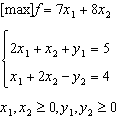 [max]f = 7x₁ + 8x₂
{ 2x₁ + x₂ + y₁ = 5
x₁ + 2x₂ − y₂ = 4
x₁, x₂ ≥ 0, y₁, y₂ ≥ 0